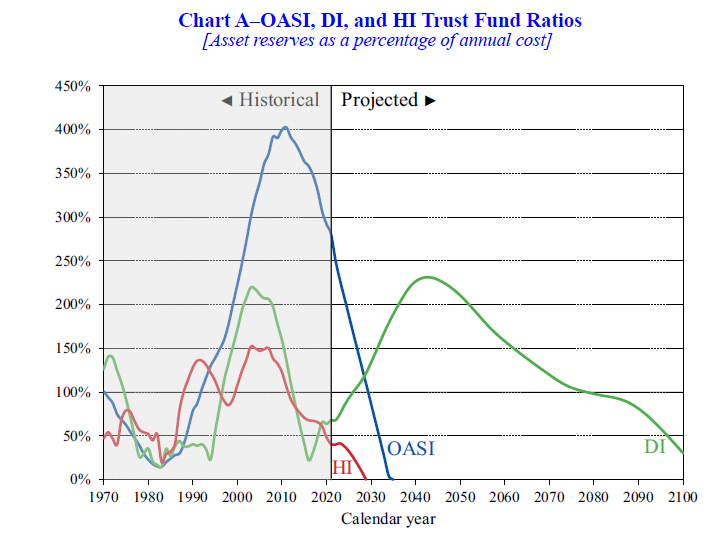 Chart A–OASI, DI, and HI Trust Fund Ratios
[Asset reserves as a percentage of annual cost]
450%
◄ Historical Projected ►
400%
350%
300%
250%
200%
150%
100%
50%
OASI
DI
HI
0%
1970 1980 1990 2000 2010 2020 2030 2040 2050 2060 2070 2080 2090 2100
Calendar year